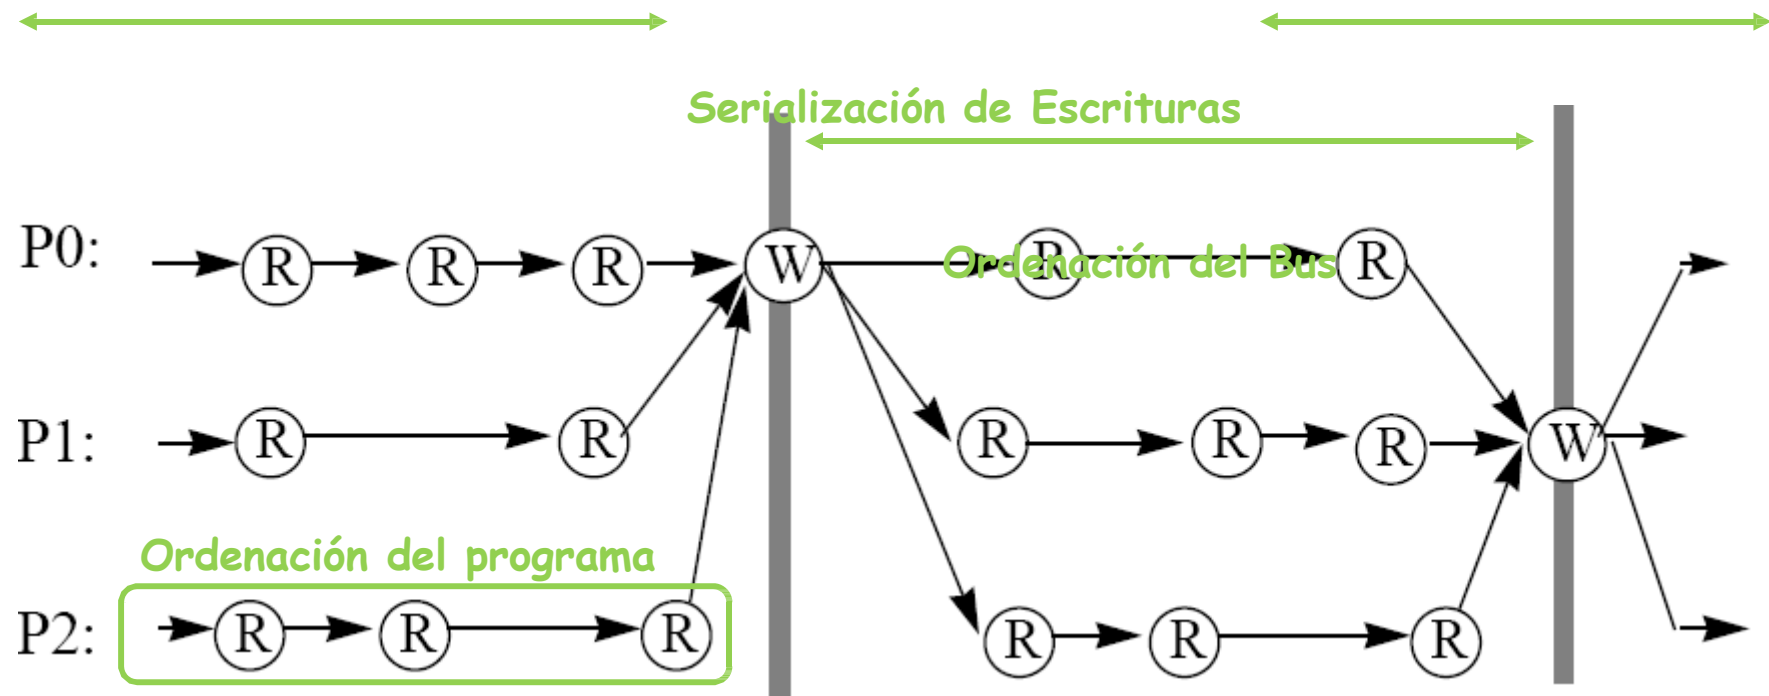 Serialización de Escrituras
P0: R R R W R R
Ordenación del Bus
P1: R R R R R W
Ordenación del programa
P2: R R R R R R